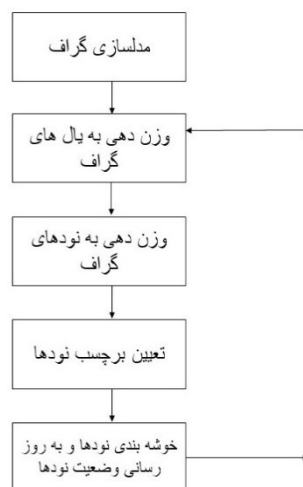 مدلسازی گراف
وزن دهی به یال های
گراف
وزن دهی به نودهای
گراف
تعیین برچسب نودها
خوشه بندی نودها و به روز
رسانی وضعیت نودها